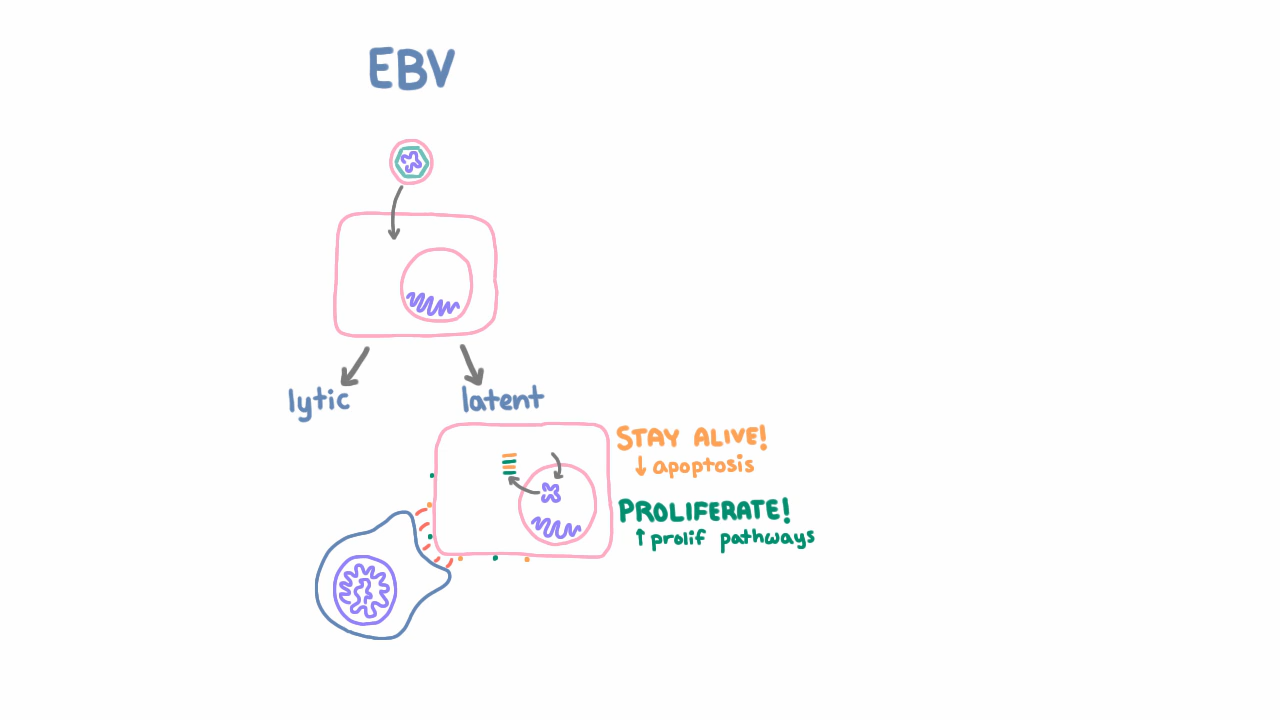 EBV
lytic
latent
STAY ALIVE!
↓ apoptosis
PROLIFERATE!
↑ prolif pathways